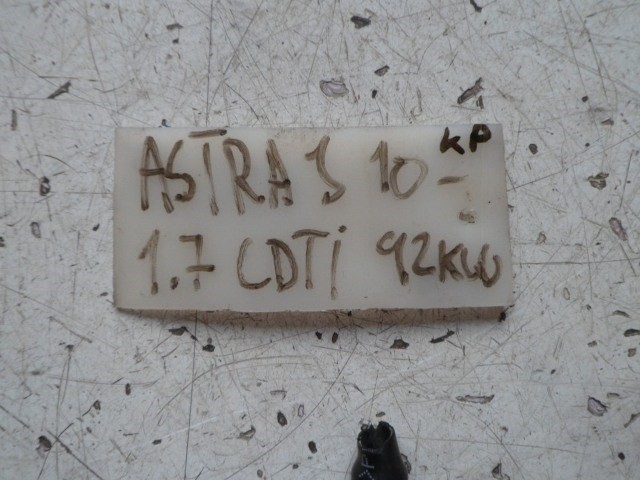 ASTRA J 10- KP
1.7 CDTi 92KW